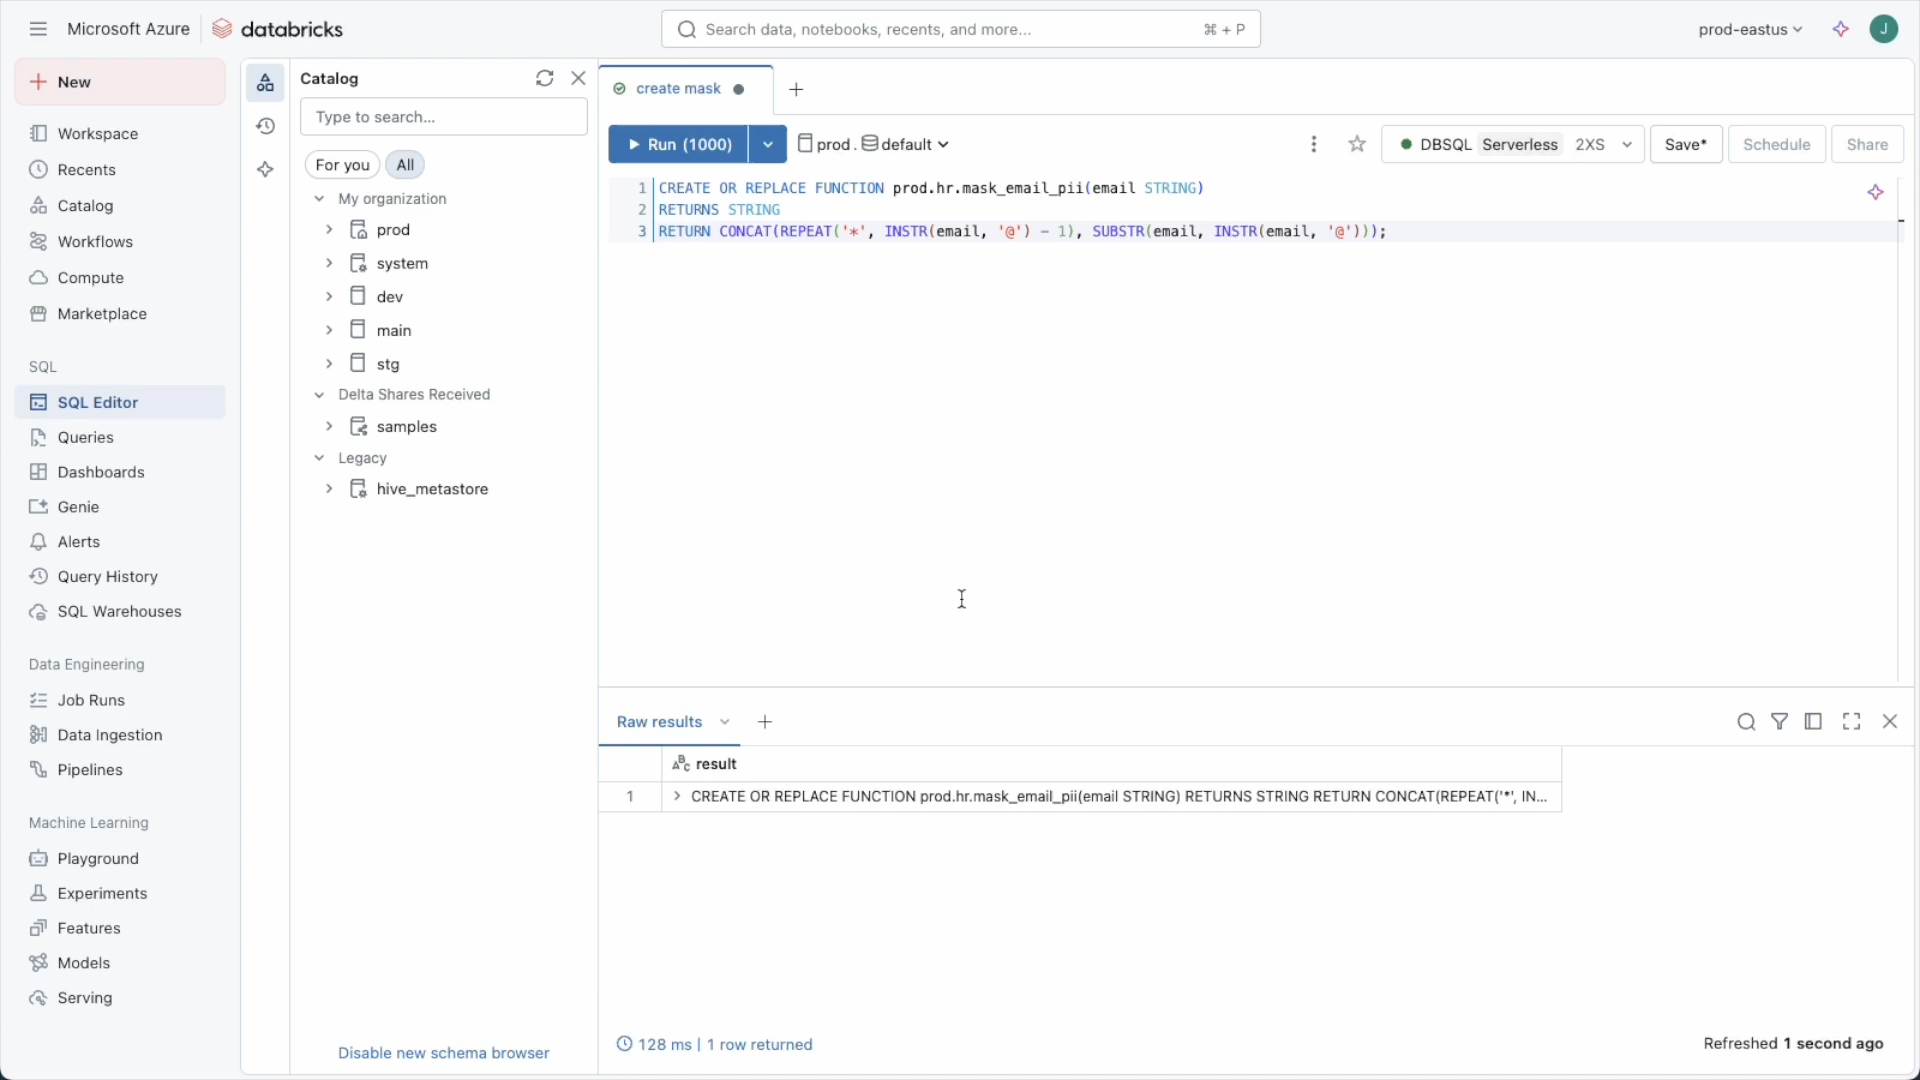 Microsoft Azure
databricks
Search data, notebooks, recents, and more...
⌘ + P
prod-eastus
J
New
Workspace
Recents
Catalog
Workflows
Compute
Marketplace
SQL
SQL Editor
Queries
Dashboards
Genie
Alerts
Query History
SQL Warehouses
Data Engineering
Job Runs
Data Ingestion
Pipelines
Machine Learning
Playground
Experiments
Features
Models
Serving
Catalog
Type to search...
For you
All
My organization
prod
system
dev
main
stg
Delta Shares Received
samples
Legacy
hive_metastore
Disable new schema browser
create mask
Run (1000)
prod . default
DBSQL Serverless 2XS
Save*
Schedule
Share
1 CREATE OR REPLACE FUNCTION prod.hr.mask_email_pii(email STRING)
2 RETURNS STRING
3 RETURN CONCAT(REPEAT('*', INSTR(email, '@') - 1), SUBSTR(email, INSTR(email, '@')));
Raw results
result
1 CREATE OR REPLACE FUNCTION prod.hr.mask_email_pii(email STRING) RETURNS STRING RETURN CONCAT(REPEAT('*', IN...
128 ms | 1 row returned
Refreshed 1 second ago